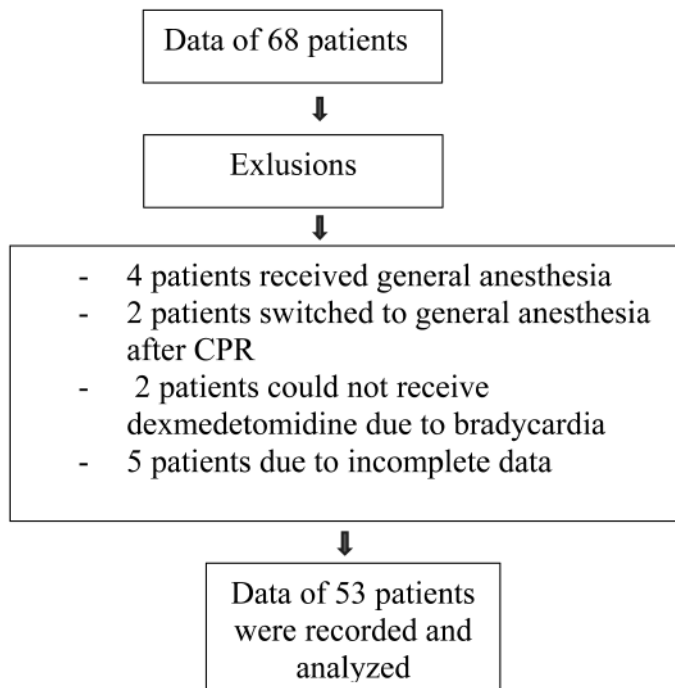 Data of 68 patients
Exlusions
- 4 patients received general anesthesia
- 2 patients switched to general anesthesia
after CPR
- 2 patients could not receive
dexmedetomidine due to bradycardia
- 5 patients due to incomplete data
Data of 53 patients
were recorded and
analyzed